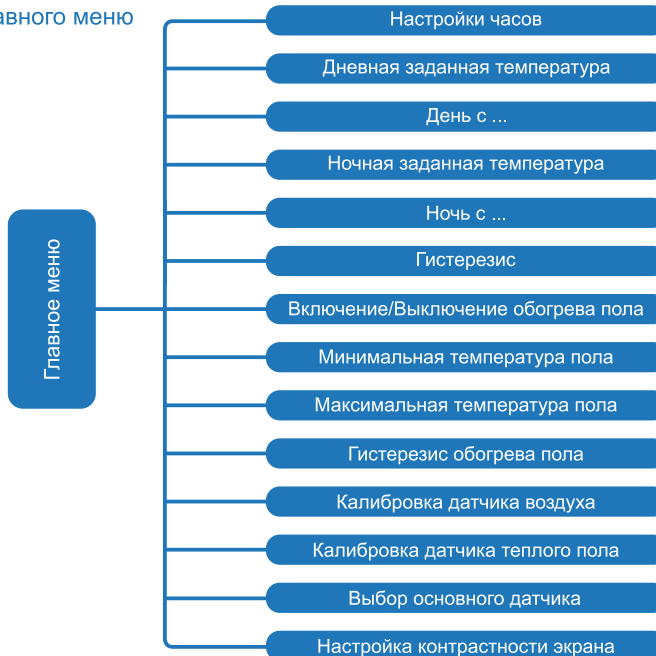 авного меню
Настройки часов
Дневная заданная температура
День с ...
Ночная заданная температура
Ночь с ...
Гистерезис
Главное меню
Включение/Выключение обогрева пола
Минимальная температура пола
Максимальная температура пола
Гистерезис обогрева пола
Калибровка датчика воздуха
Калибровка датчика теплого пола
Выбор основного датчика
Настройка контрастности экрана